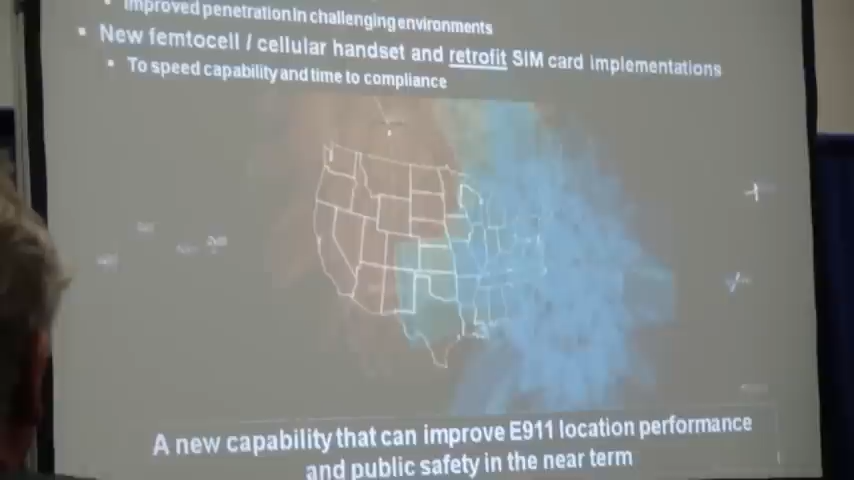 • Improved penetration in challenging environments
• New femtocell / cellular handset and retrofit SIM card implementations
• To speed capability and time to compliance
A new capability that can improve E911 location performance
and public safety in the near term